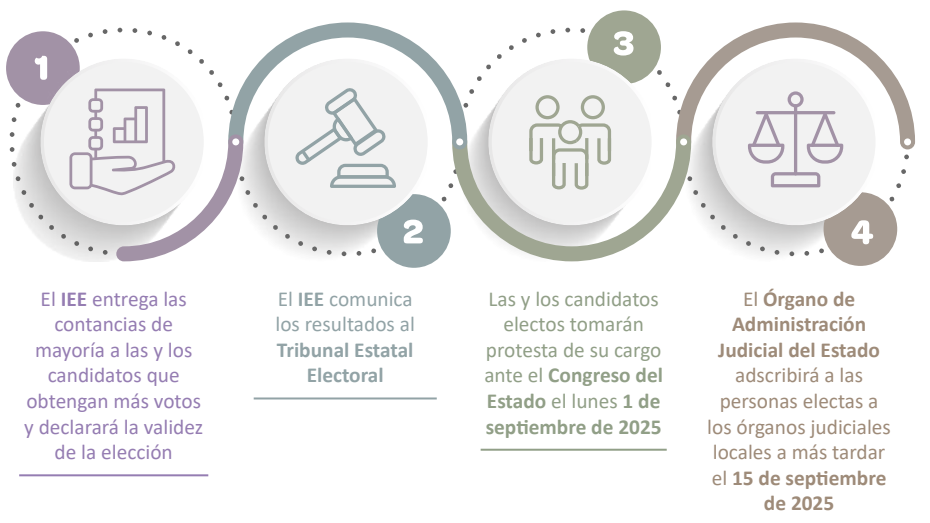 1
El IEE entrega las
contancias de
mayoría a las y los
candidatos que
obtengan más votos
y declarará la validez
de la elección
2
El IEE comunica
los resultados al
Tribunal Estatal
Electoral
3
Las y los candidatos
electos tomarán
protesta de su cargo
ante el Congreso del
Estado el lunes 1 de
septiembre de 2025
4
El Órgano de
Administración
Judicial del Estado
adscribirá a las
personas electas a
los órganos judiciales
locales a más tardar
el 15 de septiembre
de 2025